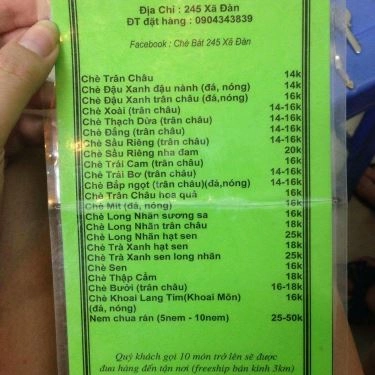 Địa Chỉ : 245 Xã Đàn
ĐT đặt hàng : 0904343839
Facebook : Chè Bát 245 Xã Đàn
Chè Trân Châu 14k
Chè Đậu Xanh đậu nành (đá, nóng) 14k
Chè Đậu Xanh trân châu (đá,nóng) 16k
Chè Xoài (trân châu) 14-16k
Chè Thạch Dừa (trân châu) 14-16k
Chè Đắng (trân châu) 14-16k
Chè Sầu Riêng (trân châu) 14-16k
Chè Sầu Riêng nha đam 20k
Chè Trái Cam (trân châu) 16k
Chè Trái Bơ (trân châu) 14-16k
Chè Bắp ngọt (trân châu)(đá,nóng) 14-16k
Chè Trân Châu hoa quả 16k
Chè Mít (đá, nóng) 16k
Chè Long Nhãn sương sa 16k
Chè Long Nhãn trân châu 18k
Chè Long Nhãn hạt sen 25k
Chè Trà Xanh hạt sen 18k
Chè Trà Xanh sen long nhãn 25k
Chè Sen 16k
Chè Thập Cẩm 18k
Chè Bưởi (trân châu) 16-18k
Chè Khoai Lang Tím(Khoai Môn) 16k
(đá, nóng)
Nem chua rán (5nem - 10nem) 25-50k
Quý khách gọi 10 món trở lên sẽ được
đưa hàng đến tận nơi (freeship bán kính 3km)